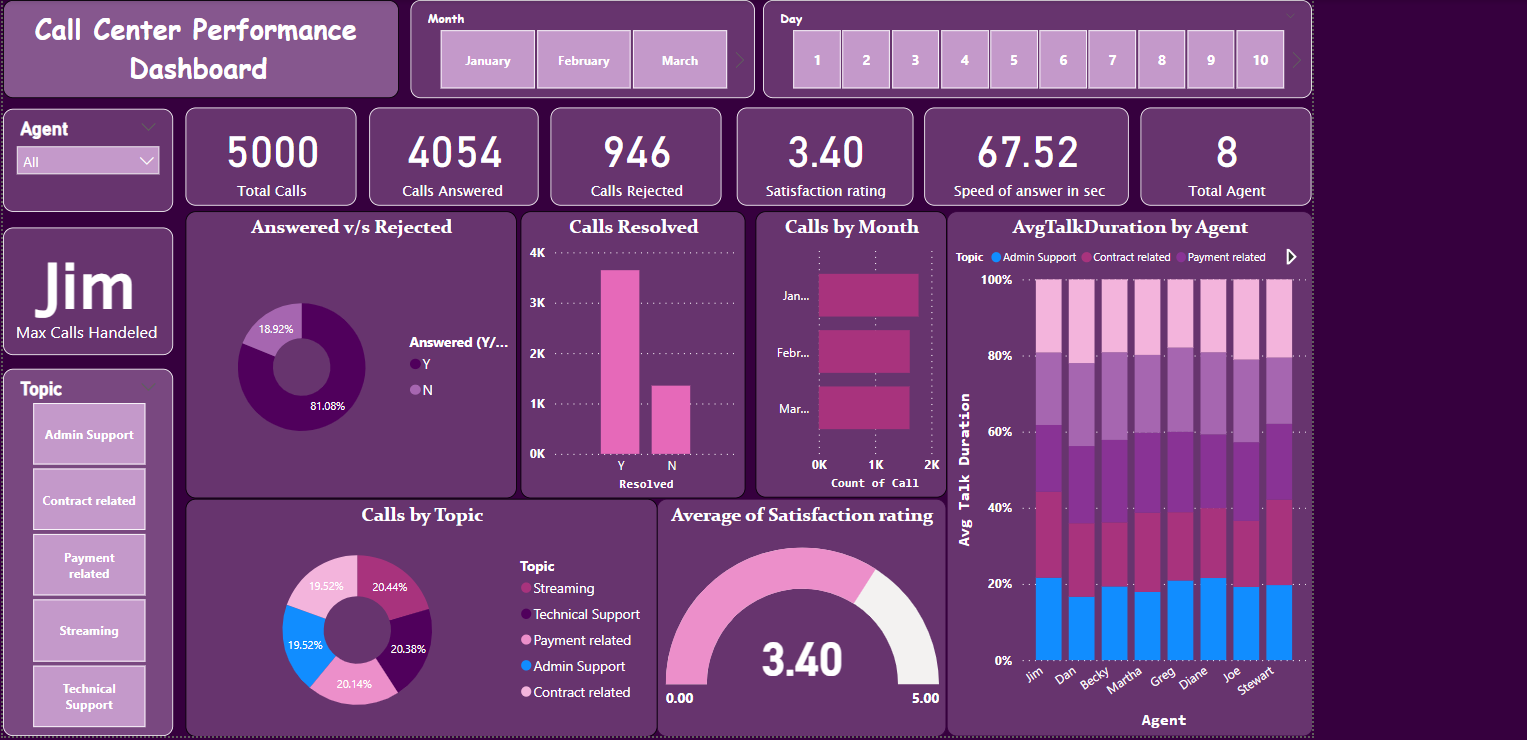 Call Center Performance
Dashboard
Month
January February March
Day
1 2 3 4 5 6 7 8 9 10
Agent
All
5000
Total Calls
4054
Calls Answered
946
Calls Rejected
3.40
Satisfaction rating
67.52
Speed of answer in sec
8
Total Agent
Jim
Max Calls Handeled
Topic
Admin Support
Contract related
Payment
related
Streaming
Technical
Support
Answered v/s Rejected
18.92%
81.08%
Answered (Y/...
Y
N
Calls Resolved
4K
3K
2K
1K
0K
Y N
Resolved
Calls by Month
Jan...
Febr...
Mar...
0K 1K 2K
Count of Call
AvgTalkDuration by Agent
Topic Admin Support Contract related Payment related
100%
80%
60%
40%
20%
0%
Avg Talk Duration
Jim Dan Becky Martha Greg Diane Joe Stewart
Agent
Calls by Topic
19.52% 20.44%
19.52% 20.38%
20.14%
Topic
Streaming
Technical Support
Payment related
Admin Support
Contract related
Average of Satisfaction rating
3.40
0.00 5.00